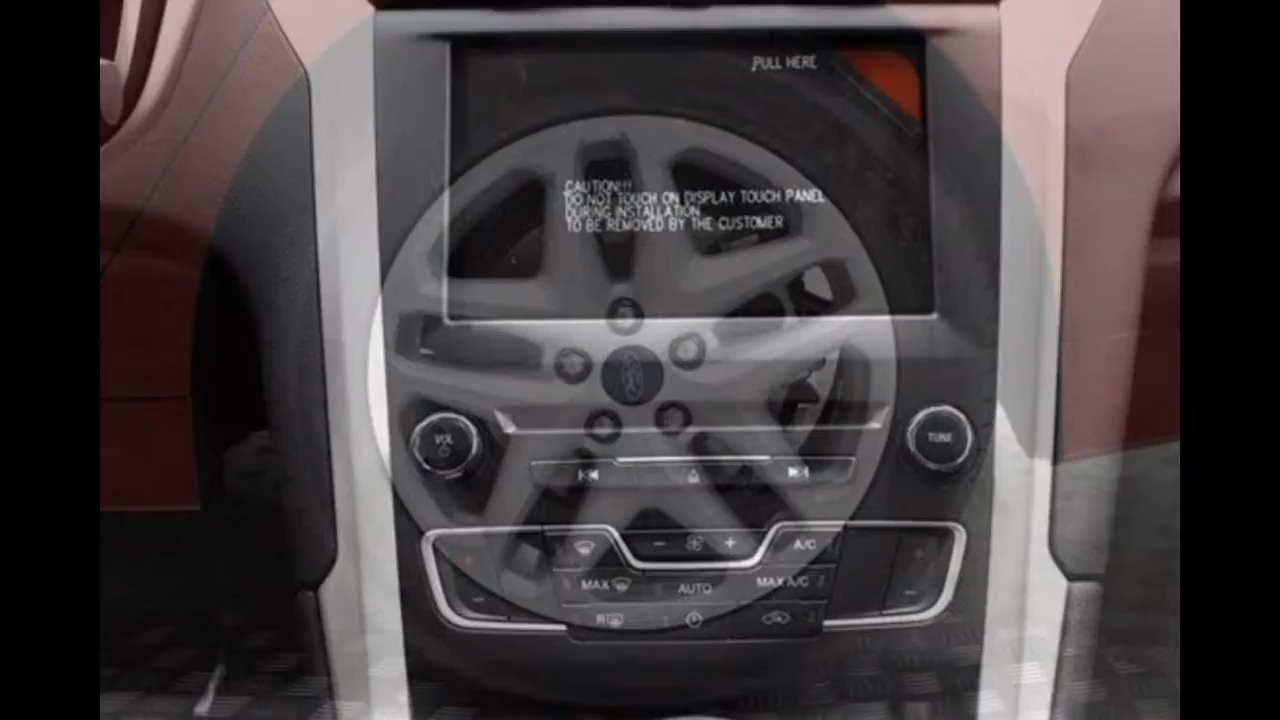 PULL HERE
CAUTION!!!
DO NOT TOUCH ON DISPLAY TOUCH PANEL
DURING INSTALLATION
TO BE REMOVED BY THE CUSTOMER
VOL
TUNE
A/C
MAX AUTO MAX A/C
R